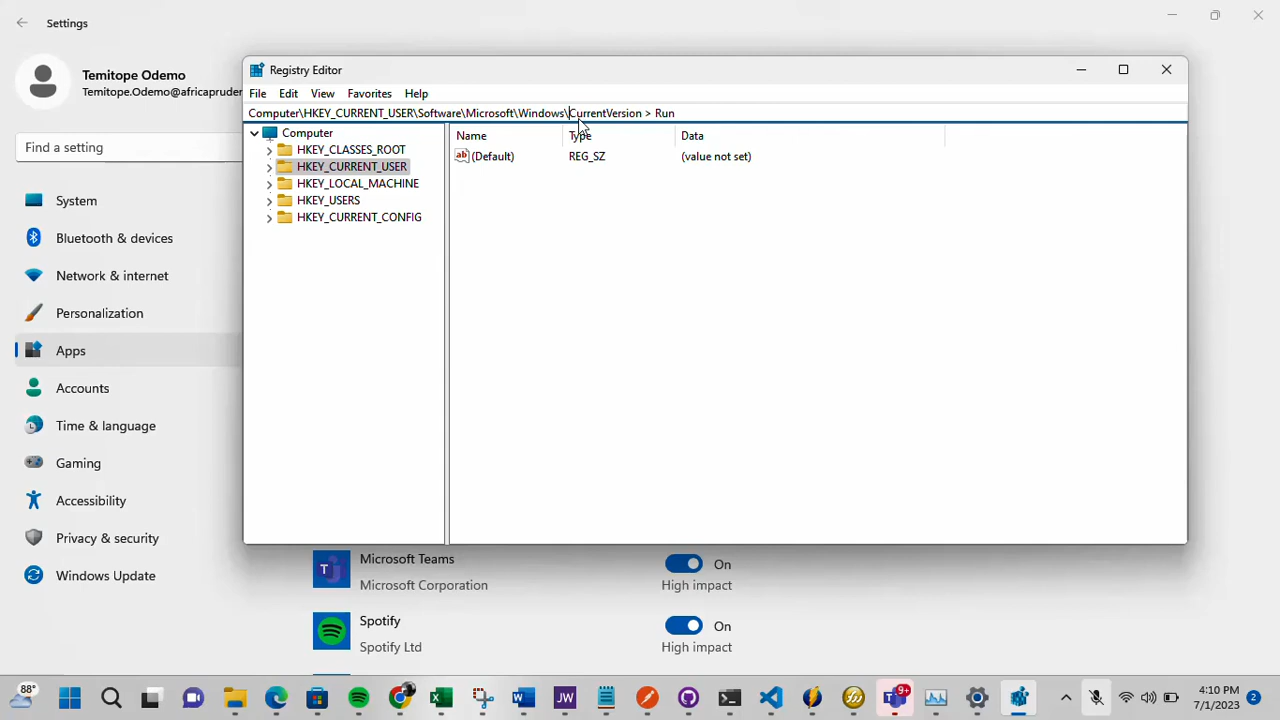 Settings
Temitope Odemo
Temitope.Odemo@africapruder
Find a setting
System
Bluetooth & devices
Network & internet
Personalization
Apps
Accounts
Time & language
Gaming
Accessibility
Privacy & security
Windows Update
Registry Editor
File Edit View Favorites Help
Computer\HKEY_CURRENT_USER\Software\Microsoft\Windows\CurrentVersion > Run
Computer
HKEY_CLASSES_ROOT
HKEY_CURRENT_USER
HKEY_LOCAL_MACHINE
HKEY_USERS
HKEY_CURRENT_CONFIG
Name Type Data
ab (Default) REG_SZ (value not set)
T Microsoft Teams On
Microsoft Corporation High impact
Spotify On
Spotify Ltd High impact
88° JW 9+ 4:10 PM 2
7/1/2023